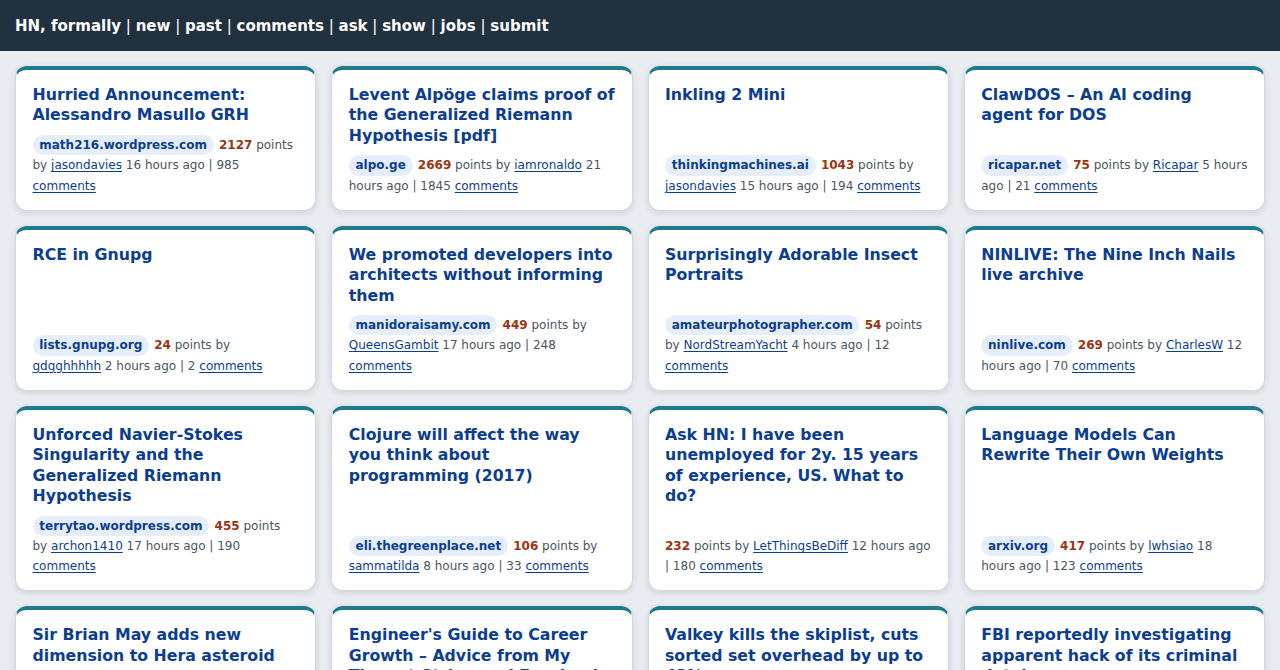 HN, formally | new | past | comments | ask | show | jobs | submit
Hurried Announcement:
Alessandro Masullo GRH
math216.wordpress.com 2127 points
by jasondavies 16 hours ago | 985
comments
Levent Alpöge claims proof of
the Generalized Riemann
Hypothesis [pdf]
alpo.ge 2669 points by iamronaldo 21
hours ago | 1845 comments
Inkling 2 Mini
thinkingmachines.ai 1043 points by
jasondavies 15 hours ago | 194 comments
ClawDOS – An AI coding
agent for DOS
ricapar.net 75 points by Ricapar 5 hours
ago | 21 comments
RCE in Gnupg
lists.gnupg.org 24 points by
gdqghhhhh 2 hours ago | 2 comments
We promoted developers into
architects without informing
them
manidoraisamy.com 449 points by
QueensGambit 17 hours ago | 248
comments
Surprisingly Adorable Insect
Portraits
amateurphotographer.com 54 points
by NordStreamYacht 4 hours ago | 12
comments
NINLIVE: The Nine Inch Nails
live archive
ninlive.com 269 points by CharlesW 12
hours ago | 70 comments
Unforced Navier-Stokes
Singularity and the
Generalized Riemann
Hypothesis
terrytao.wordpress.com 455 points
by archon1410 17 hours ago | 190
comments
Clojure will affect the way
you think about
programming (2017)
eli.thegreenplace.net 106 points by
sammatilda 8 hours ago | 33 comments
Ask HN: I have been
unemployed for 2y. 15 years
of experience, US. What to
do?
232 points by LetThingsBeDiff 12 hours ago
| 180 comments
Language Models Can
Rewrite Their Own Weights
arxiv.org 417 points by lwhsiao 18
hours ago | 123 comments
Sir Brian May adds new
dimension to Hera asteroid
Engineer's Guide to Career
Growth – Advice from My
Valkey kills the skiplist, cuts
sorted set overhead by up to
FBI reportedly investigating
apparent hack of its criminal